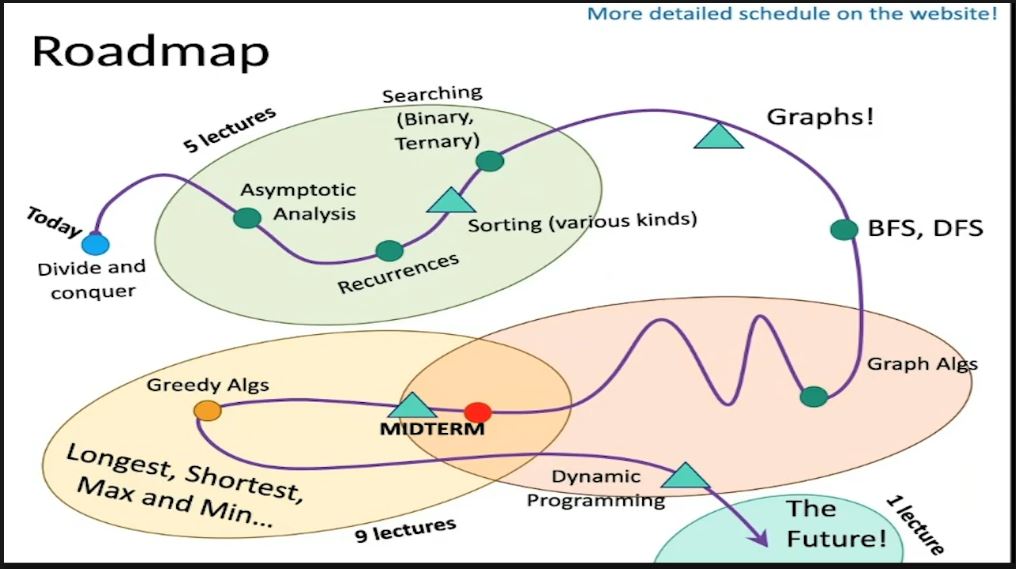 More detailed schedule on the website!
Roadmap
5 lectures
Searching
(Binary,
Ternary)
Graphs!
Asymptotic
Analysis
Today
Sorting (various kinds)
BFS, DFS
Divide and
conquer
Recurrences
Graph Algs
Greedy Algs
MIDTERM
Longest, Shortest,
Max and Min...
Dynamic
Programming
9 lectures
The
Future!
1 lecture